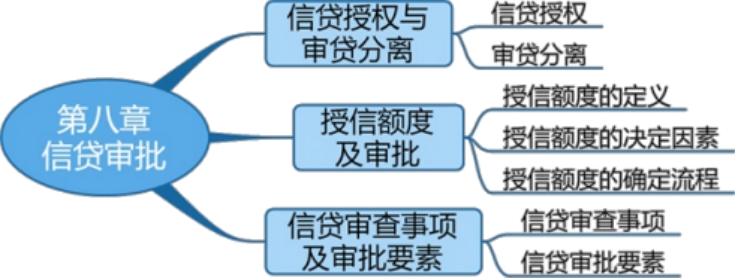 第八章
信贷审批
信贷授权与
审贷分离
信贷授权
审贷分离
授信额度
及审批
授信额度的定义
授信额度的决定因素
授信额度的确定流程
信贷审查事项
及审批要素
信贷审查事项
信贷审批要素